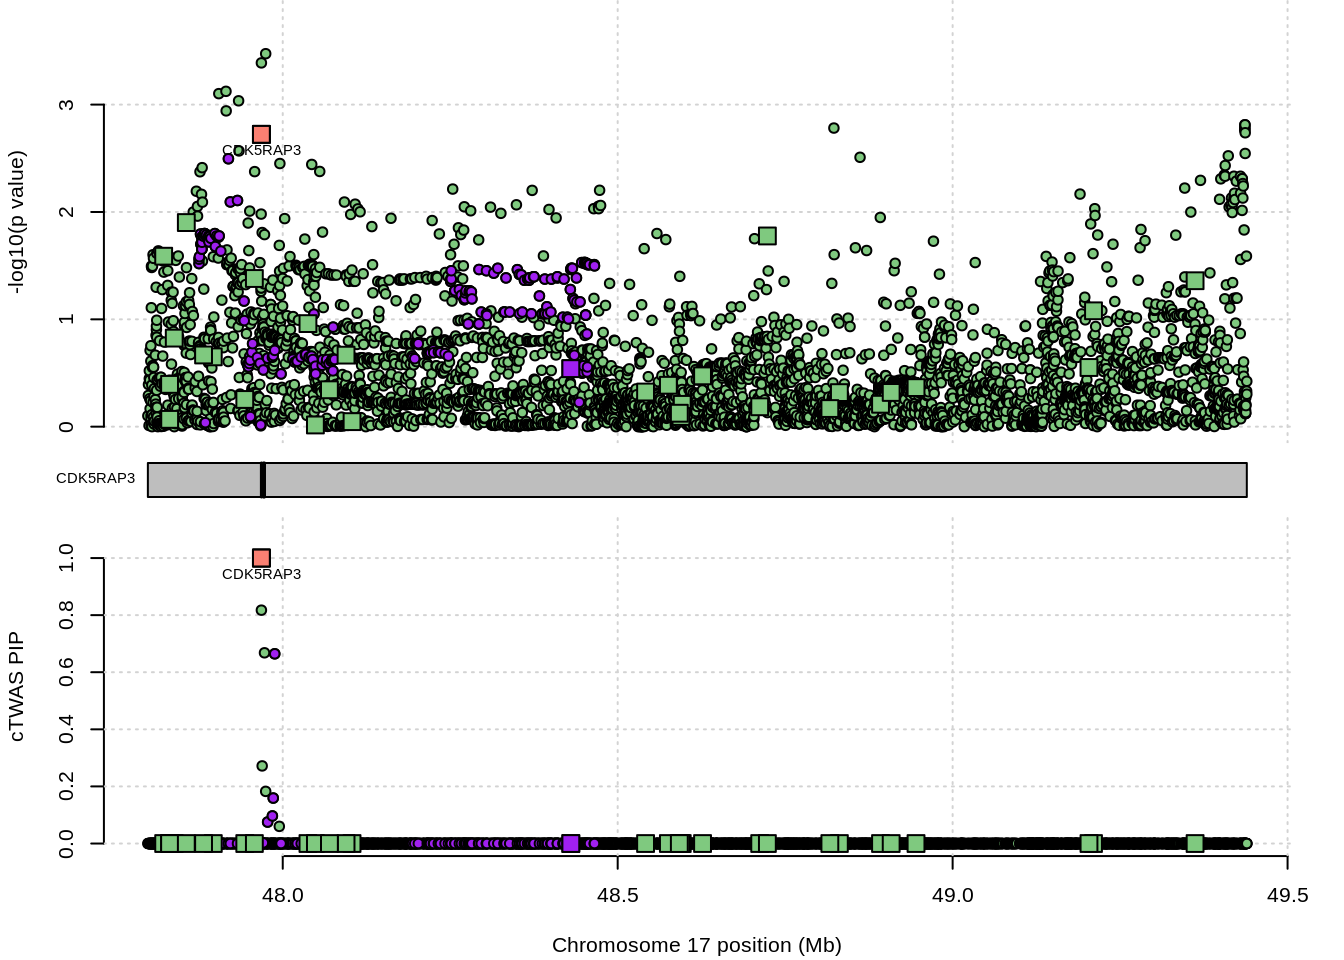 -log10(p value)
3
2
1
0
CDK5RAP3
CDK5RAP3
cTWAS PIP
1.0
0.8
0.6
0.4
0.2
0.0
CDK5RAP3
48.0 48.5 49.0 49.5
Chromosome 17 position (Mb)